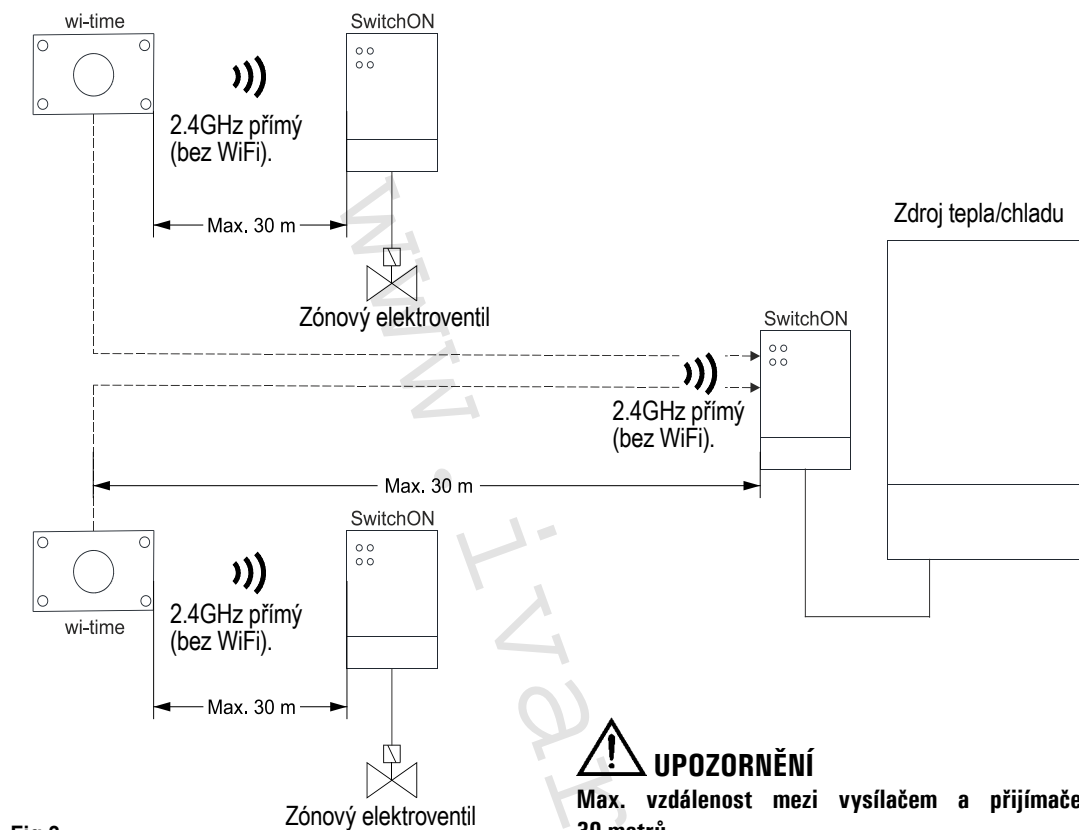 wi-time
SwitchON
2.4GHz přímý
(bez WiFi).
Max. 30 m
Zónový elektroventil
Zdroj tepla/chladu
SwitchON
2.4GHz přímý
(bez WiFi).
Max. 30 m
SwitchON
wi-time
2.4GHz přímý
(bez WiFi).
Max. 30 m
Zónový elektroventil
UPOZORNĚNÍ
Max. vzdálenost mezi vysílačem a
www.ivar